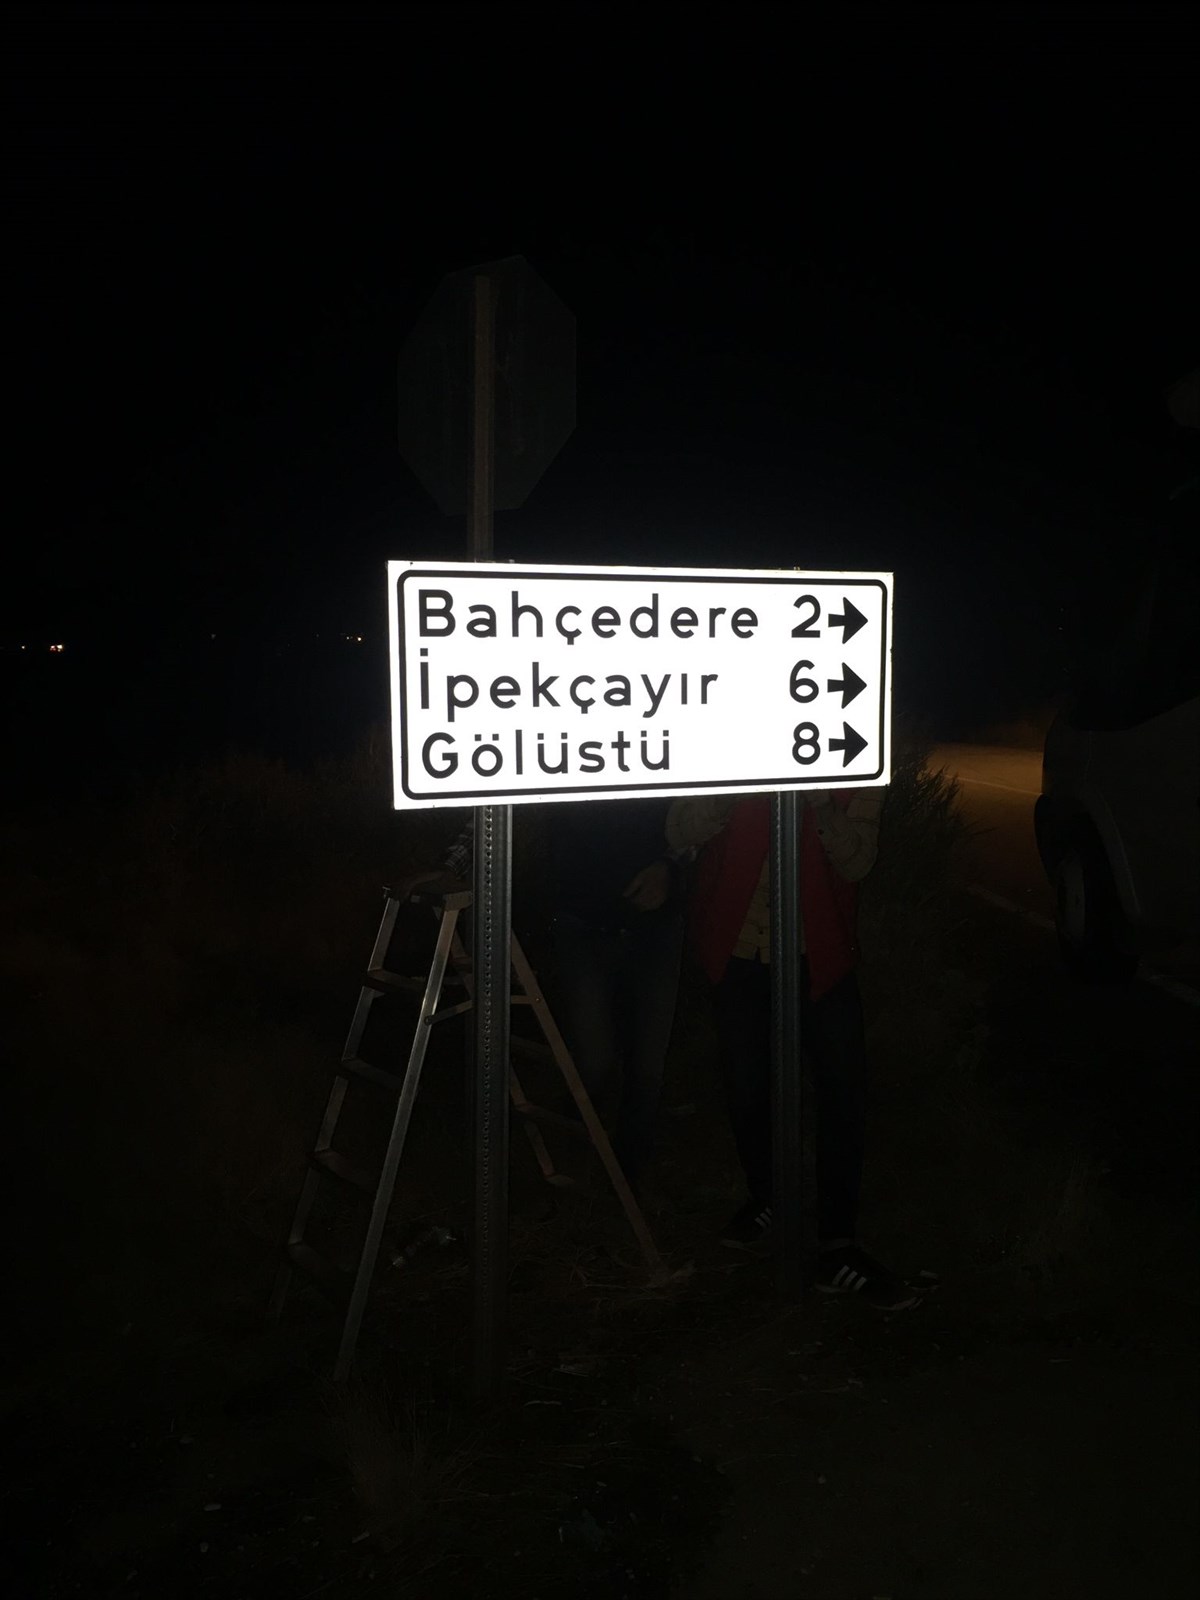 Bahçedere 2→
İpekçayır 6→
Gölüstü 8→